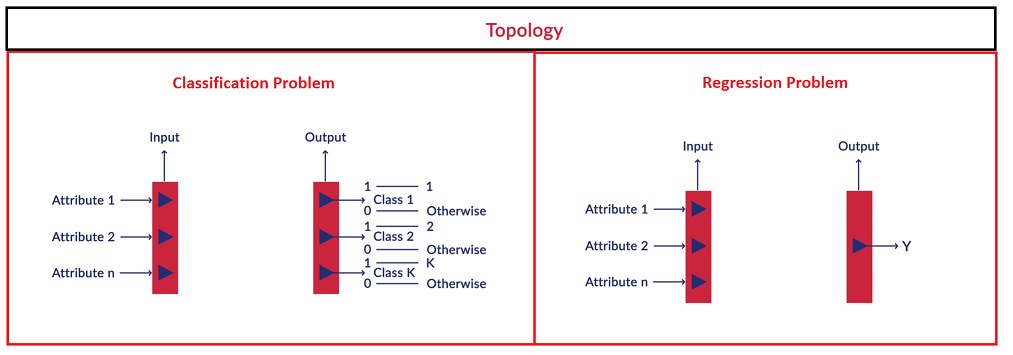 Topology
Classification Problem
Input
Output
Attribute 1
Attribute 2
Attribute n
1 1
Class 1
0 Otherwise
1 2
Class 2
0 Otherwise
1 K
Class K
0 Otherwise
Regression Problem
Input
Output
Attribute 1
Attribute 2
Attribute n
Y